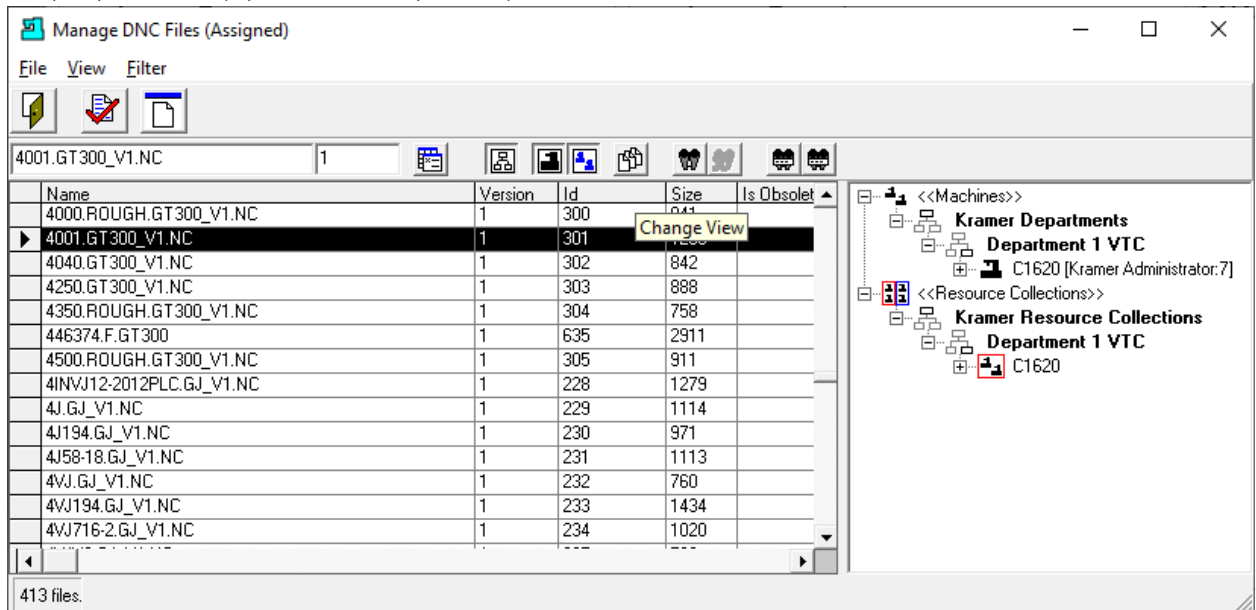 Manage DNC Files (Assigned)
File View Filter
4001.GT300_V1.NC 1
Name Version Id Size Is Obsolet
4000.ROUGH.GT300_V1.NC 1 300
Change View
4001.GT300_V1.NC 1 301
4040.GT300_V1.NC 1 302 842
4250.GT300_V1.NC 1 303 888
4350.ROUGH.GT300_V1.NC 1 304 758
446374.F.GT300 1 635 2911
4500.ROUGH.GT300_V1.NC 1 305 911
4INVJ12-2012PLC.GJ_V1.NC 1 228 1279
4J.GJ_V1.NC 1 229 1114
4J194.GJ_V1.NC 1 230 971
4J58-18.GJ_V1.NC 1 231 1113
4VJ.GJ_V1.NC 1 232 760
4VJ194.GJ_V1.NC 1 233 1434
4VJ716-2.GJ_V1.NC 1 234 1020
<<Machines>>
Kramer Departments
Department 1 VTC
C1620 [Kramer Administrator:7]
<<Resource Collections>>
Kramer Resource Collections
Department 1 VTC
C1620
413 files.